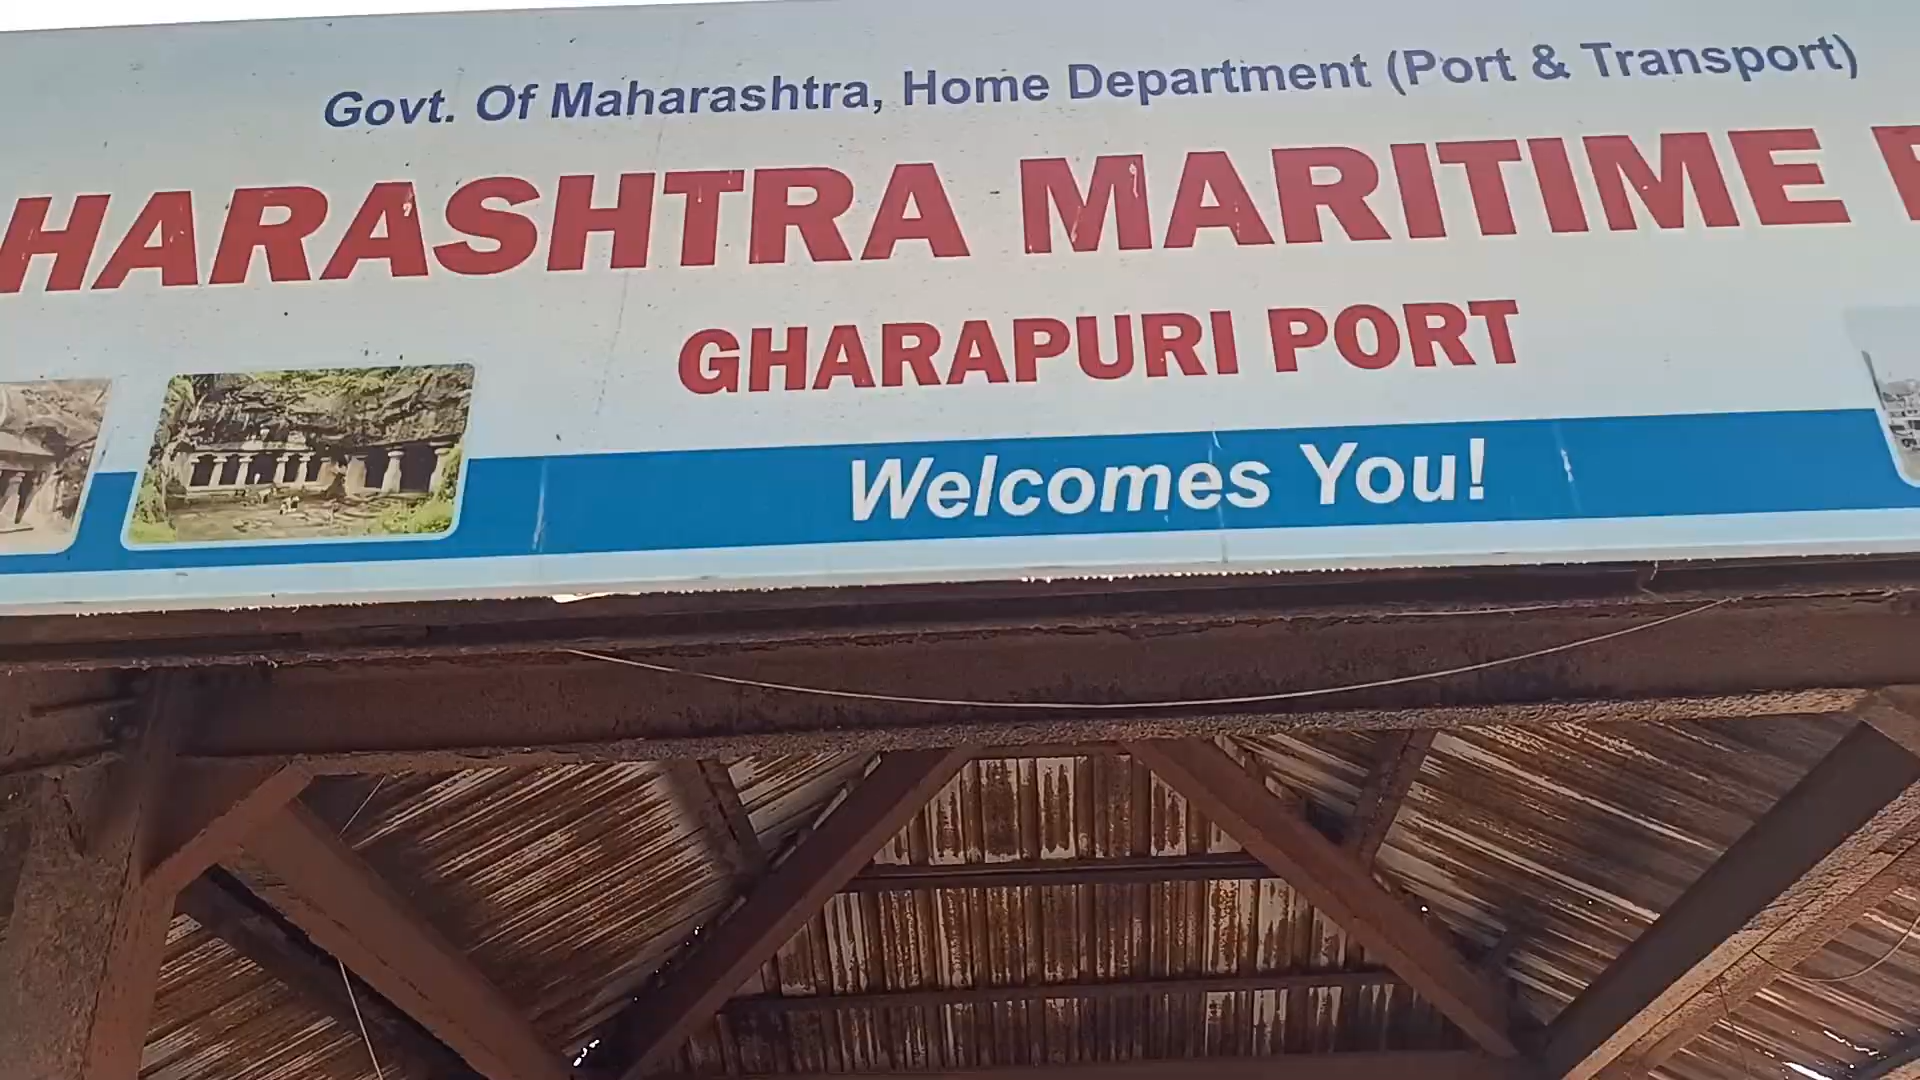 Govt. Of Maharashtra, Home Department (Port & Transport)
HARASHTRA MARITIME
GHARAPURI PORT
Welcomes You!